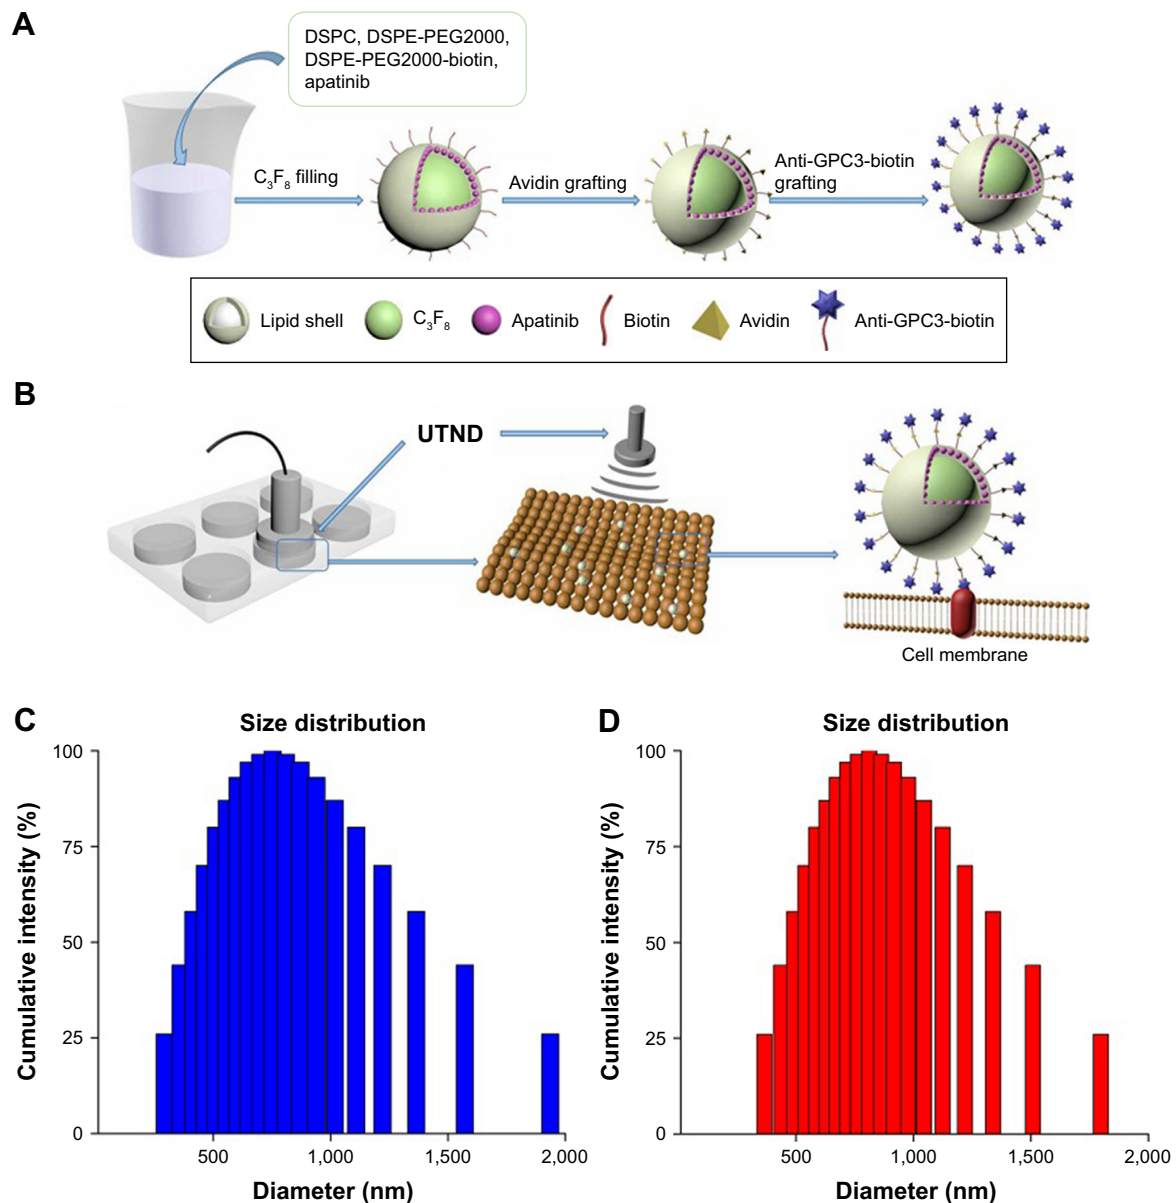 A
DSPC, DSPE-PEG2000,
DSPE-PEG2000-biotin,
apatinib
C₃F₈ filling
Avidin grafting
Anti-GPC3-biotin
grafting
Lipid shell
C₃F₈
Apatinib
Biotin
Avidin
Anti-GPC3-biotin
B
UTND
Cell membrane
C
Size distribution
Cumulative intensity (%)
100
75
50
25
0
500
1,000
1,500
2,000
Diameter (nm)
D
Size distribution
Cumulative intensity (%)
100
75
50
25
0
500
1,000
1,500
2,000
Diameter (nm)